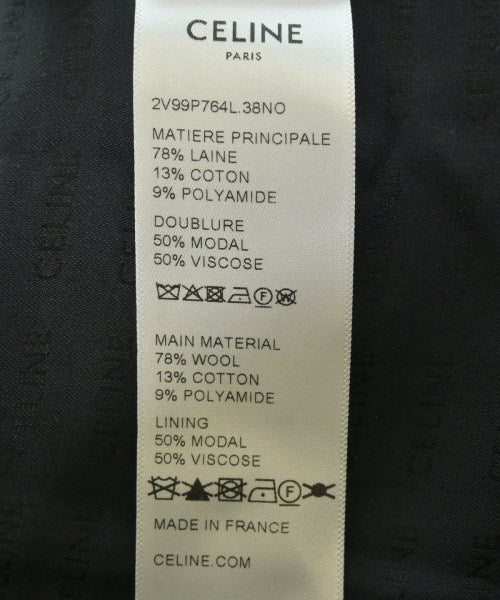 CELINE
PARIS
2V99P764L.38NO
MATIERE PRINCIPALE
78% LAINE
13% COTON
9% POLYAMIDE
DOUBLURE
50% MODAL
50% VISCOSE
F W
MAIN MATERIAL
78% WOOL
13% COTTON
9% POLYAMIDE
LINING
50% MODAL
50% VISCOSE
F
MADE IN FRANCE
CELINE.COM